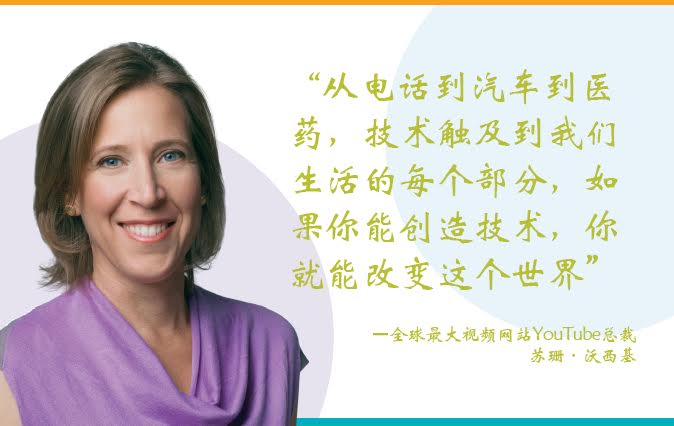 “从电话到汽车到医
药，技术触及到我们
生活的每个部分，如
果你能创造技术，你
就能改变这个世界”
—全球最大视频网站YouTube总裁
苏珊·沃西基